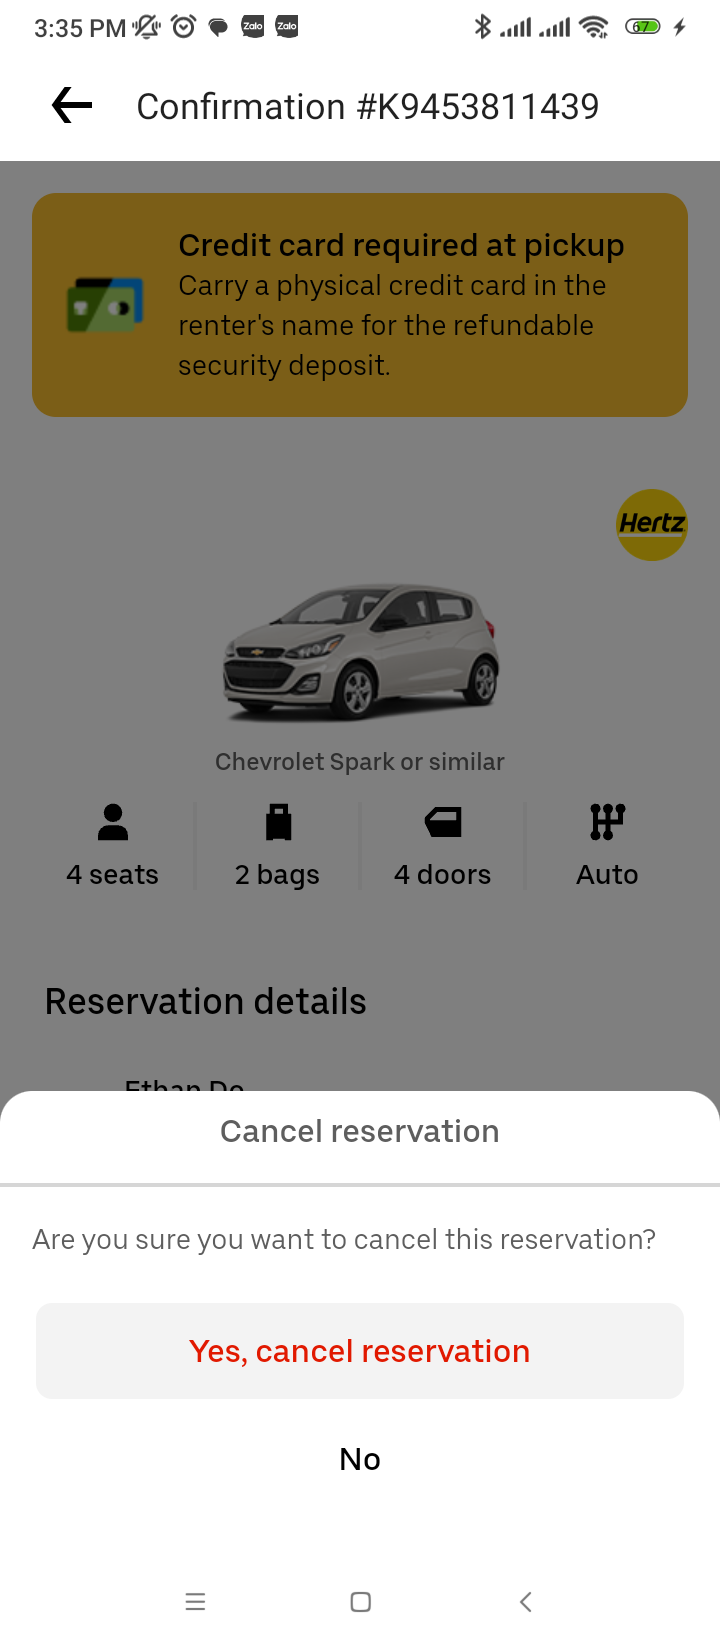 3:35 PM
Zalo
Zalo
67
Confirmation #K9453811439
Credit card required at pickup
Carry a physical credit card in the
renter's name for the refundable
security deposit.
Hertz
Chevrolet Spark or similar
4 seats
2 bags
4 doors
Auto
Reservation details
Ethan Do
Cancel reservation
Are you sure you want to cancel this reservation?
Yes, cancel reservation
No